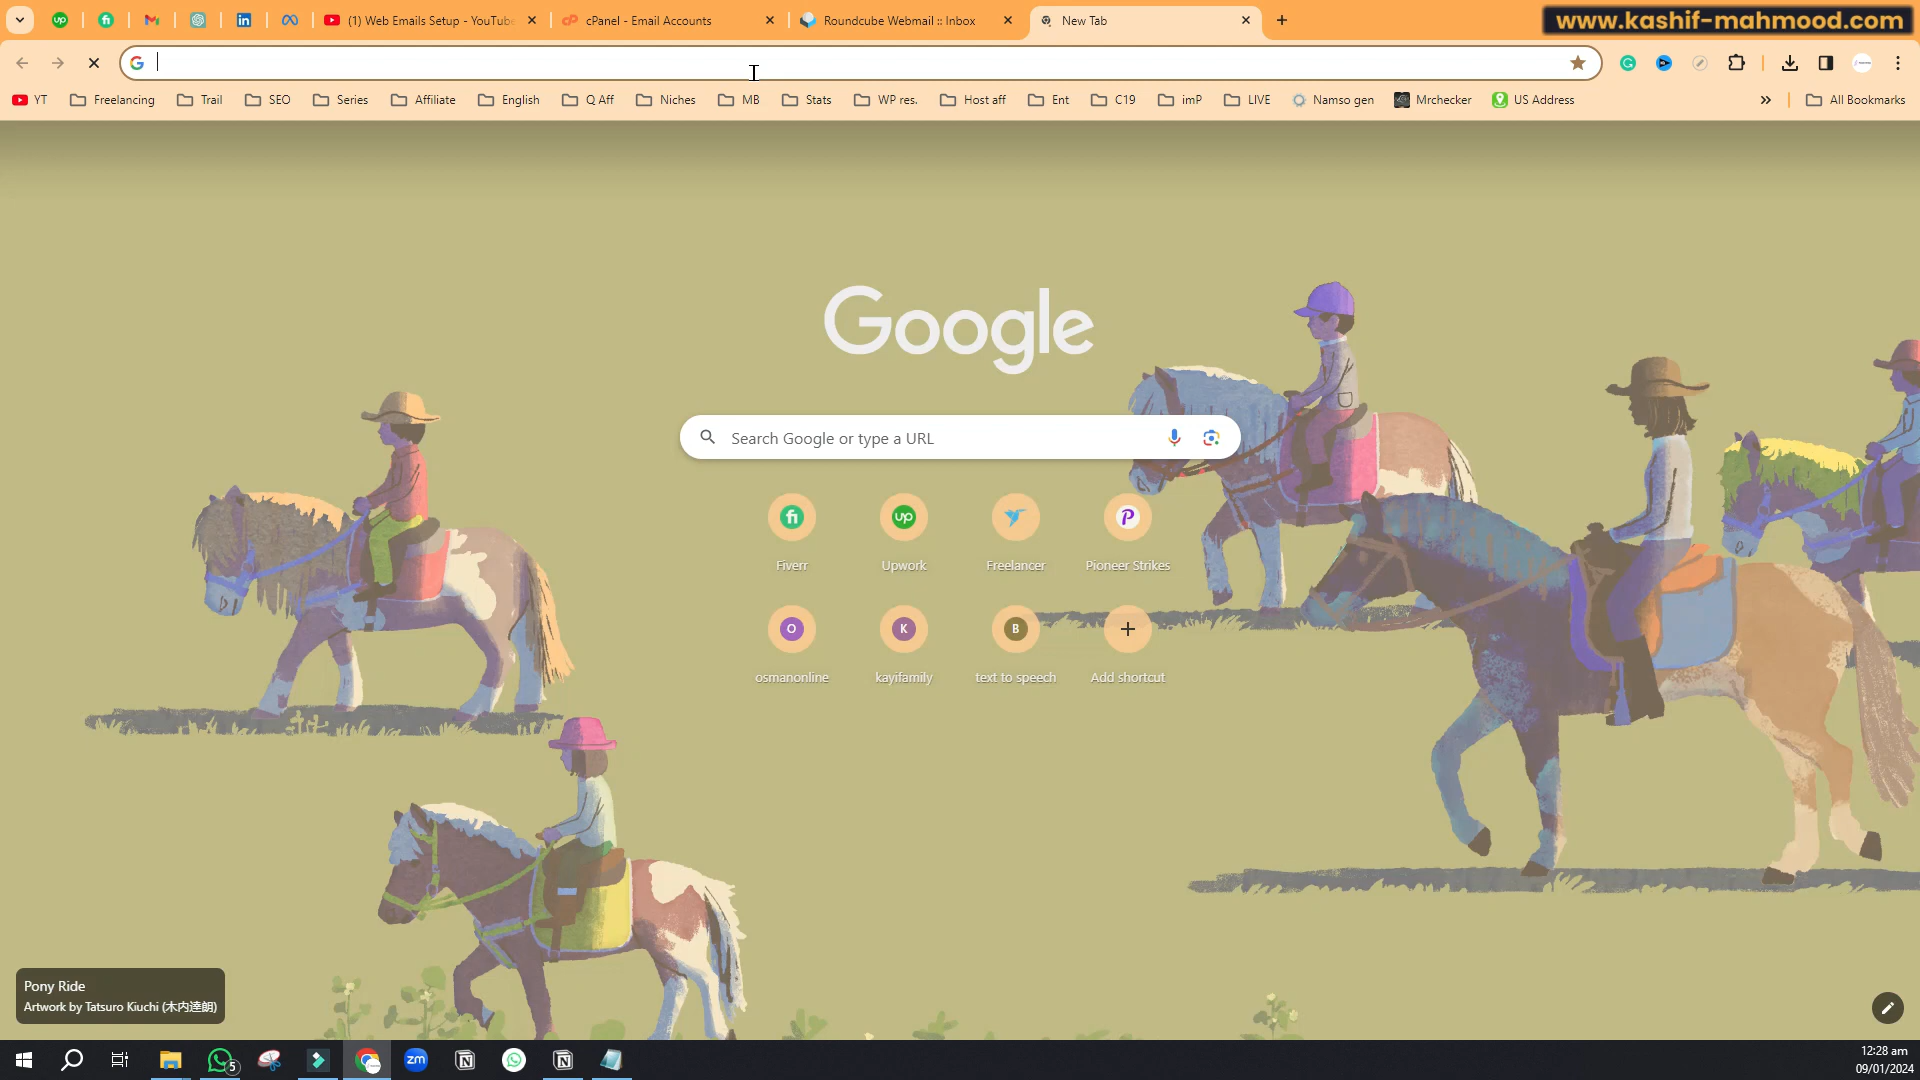 (1) Web Emails Setup - YouTube
cPanel - Email Accounts
Roundcube Webmail :: Inbox
New Tab
www.kashif-mahmood.com
YT
Freelancing
Trail
SEO
Series
Affiliate
English
Q Aff
Niches
MB
Stats
WP res.
Host aff
Ent
C19
imP
LIVE
Namso gen
Mrchecker
US Address
All Bookmarks
Google
Search Google or type a URL
Fiverr
Upwork
Freelancer
Pioneer Strikes
osmanonline
kayifamily
text to speech
Add shortcut
Pony Ride
Artwork by Tatsuro Kiuchi (木内達朗)
5
12:28 am
09/01/2024